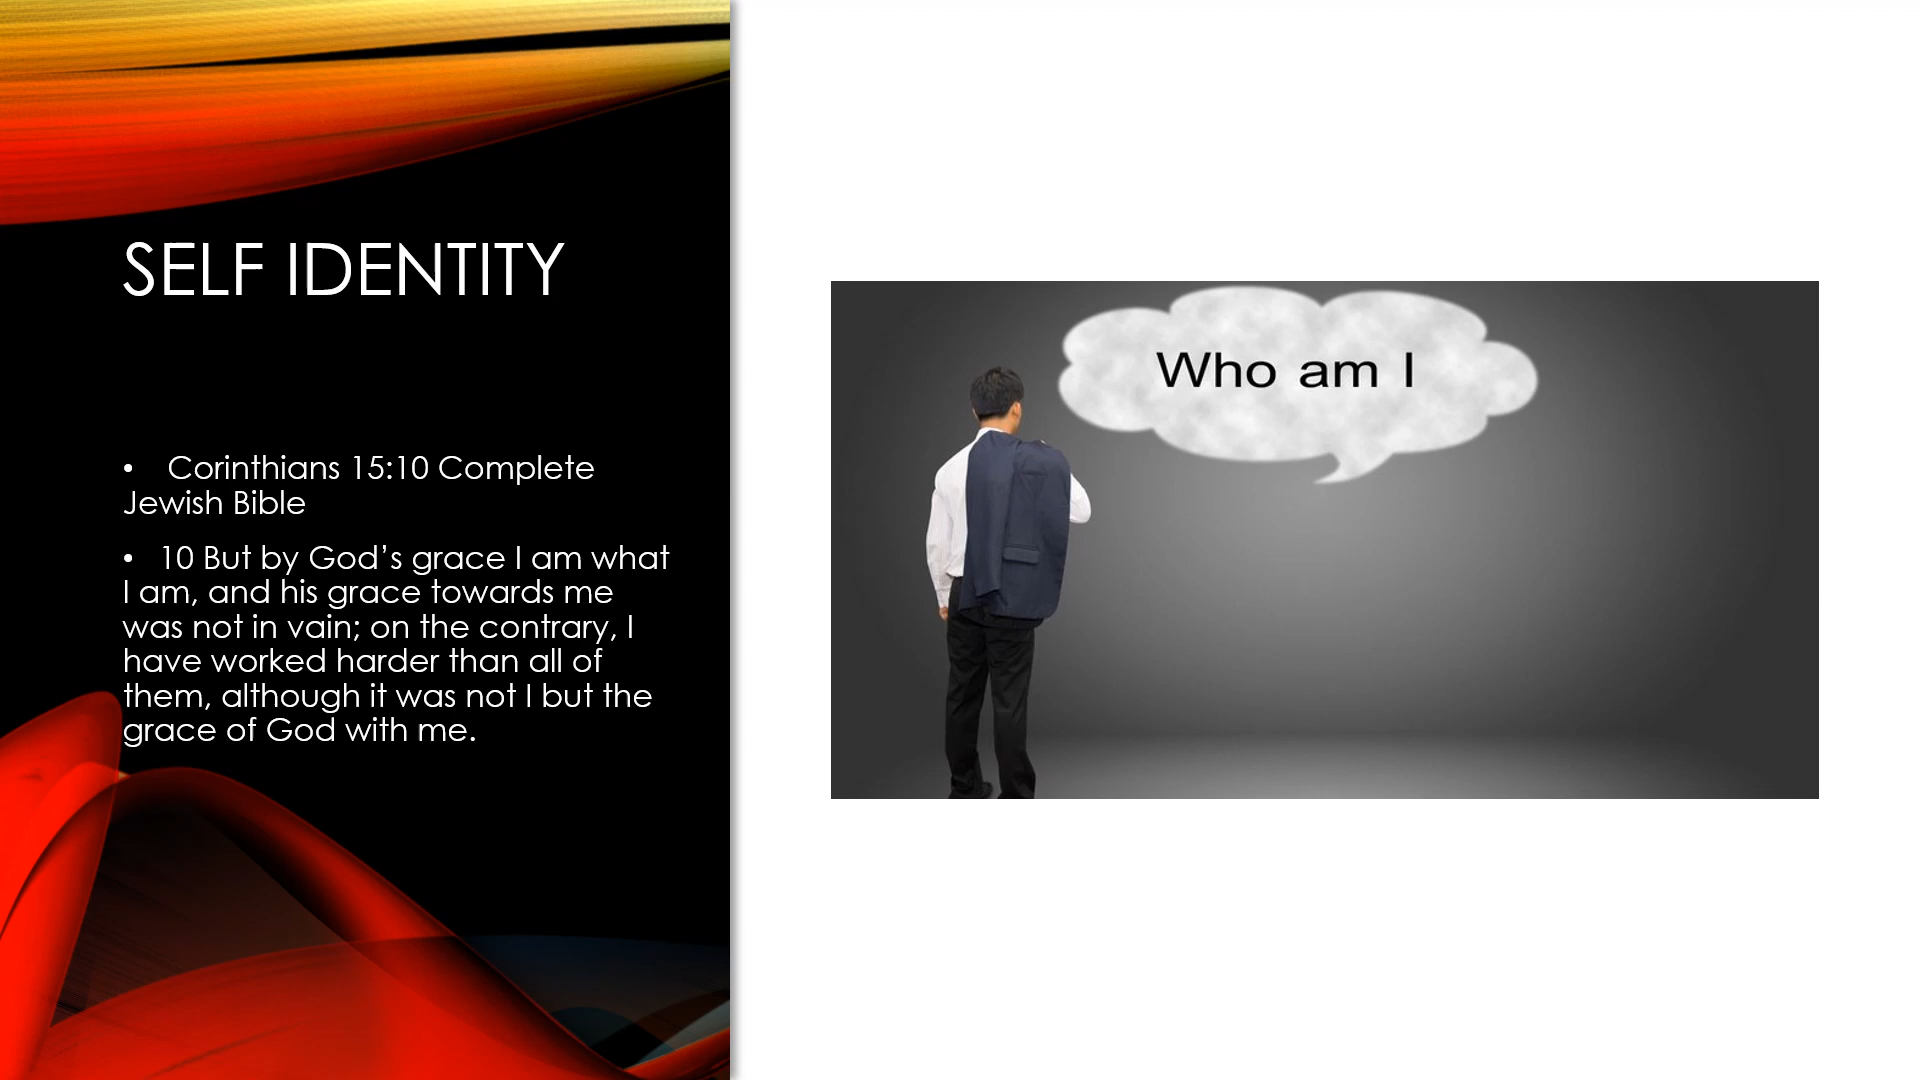 SELF IDENTITY
• Corinthians 15:10 Complete
Jewish Bible
• 10 But by God’s grace I am what
I am, and his grace towards me
was not in vain; on the contrary, I
have worked harder than all of
them, although it was not I but the
grace of God with me.
Who am I